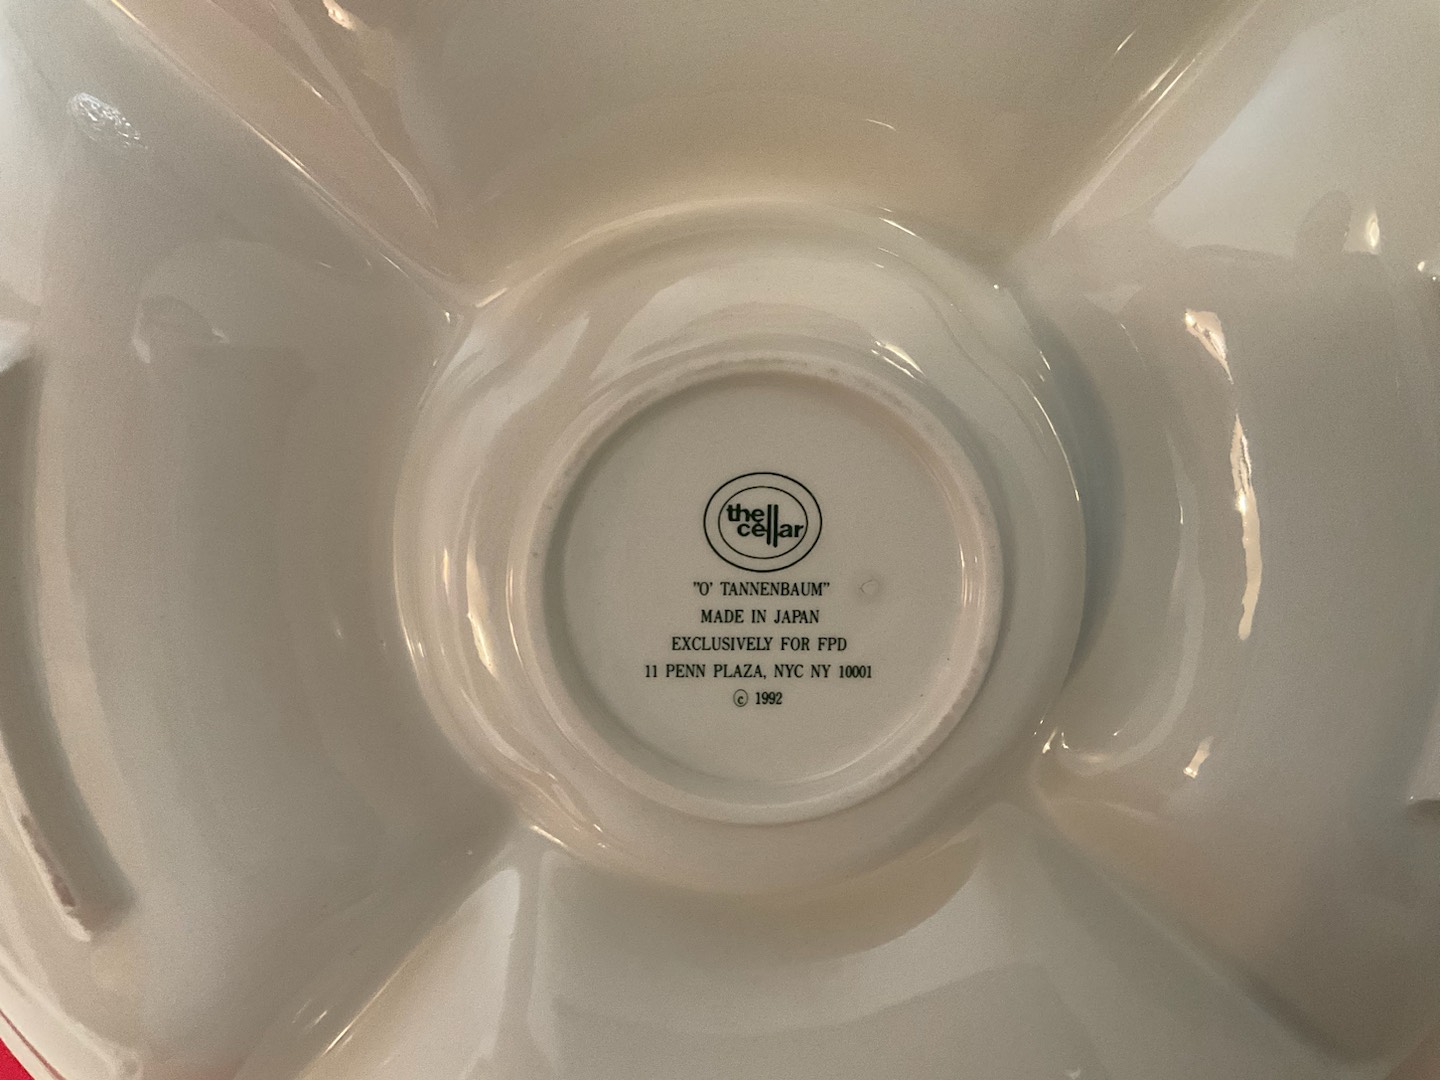 the
cellar
"O' TANNENBAUM"
MADE IN JAPAN
EXCLUSIVELY FOR FPD
11 PENN PLAZA, NYC NY 10001
© 1992